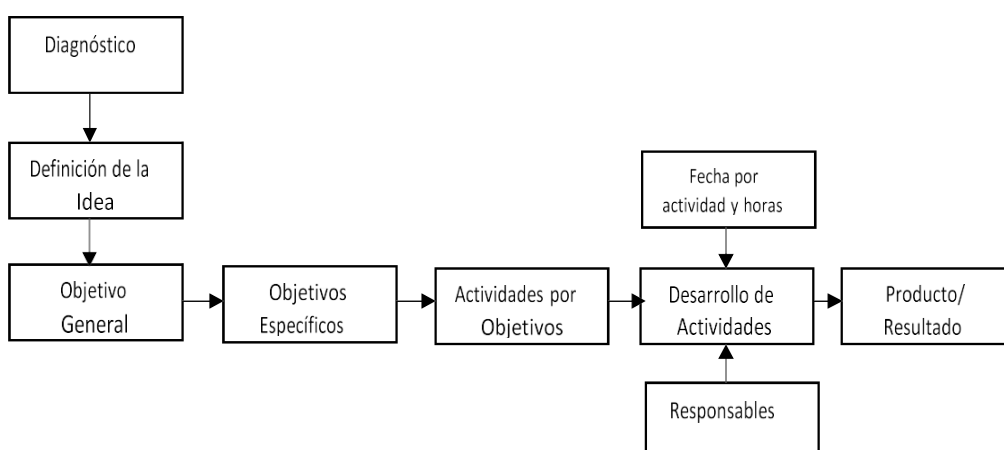 Diagnóstico
Definición de la
Idea
Fecha por
actividad y horas
Objetivo
General
Objetivos
Específicos
Actividades por
Objetivos
Desarrollo de
Actividades
Producto/
Resultado
Responsables